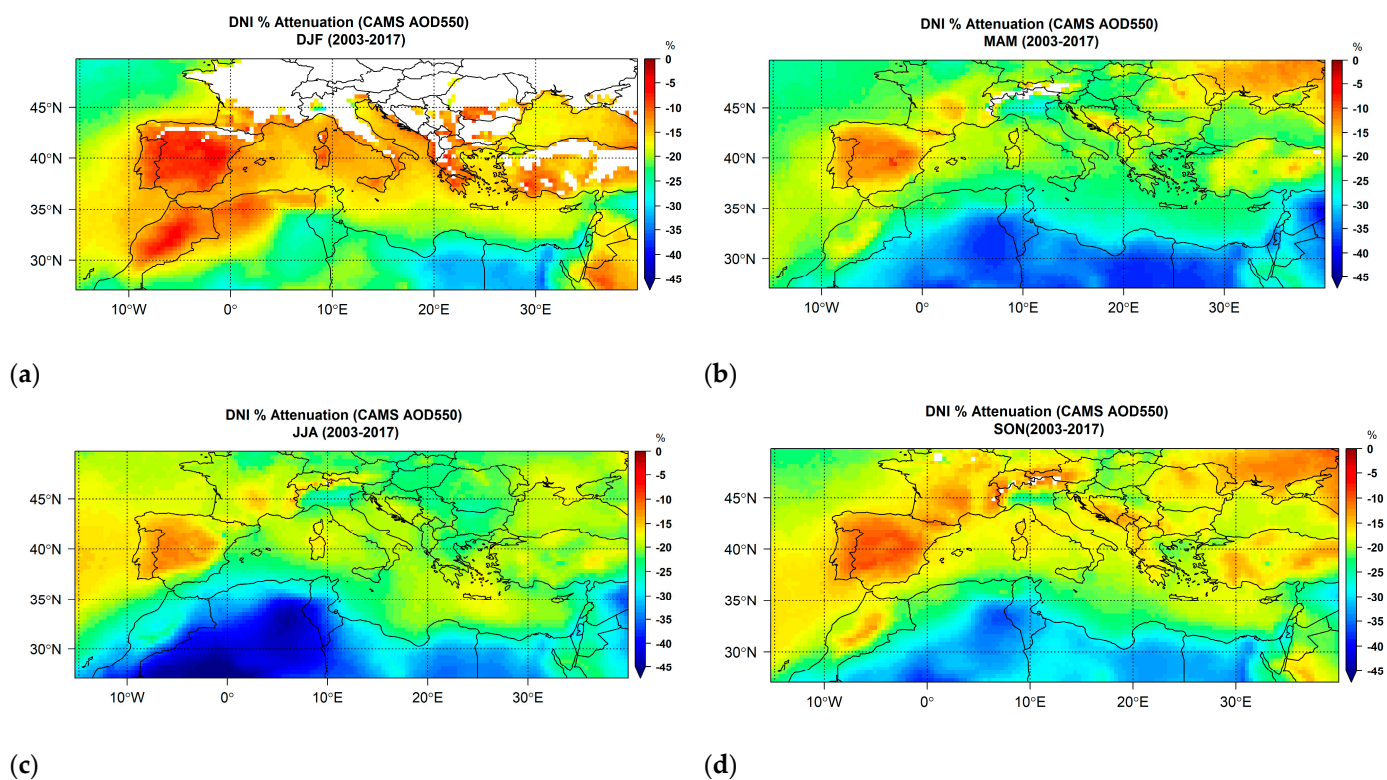 DNI % Attenuation (CAMS AOD550)
DJF (2003-2017)
%
45°N
40°N
35°N
30°N
10°W 0° 10°E 20°E 30°E
0
-5
-10
-15
-20
-25
-30
-35
-40
-45
(a)
DNI % Attenuation (CAMS AOD550)
MAM (2003-2017)
%
45°N
40°N
35°N
30°N
10°W 0° 10°E 20°E 30°E
0
-5
-10
-15
-20
-25
-30
-35
-40
-45
(b)
DNI % Attenuation (CAMS AOD550)
JJA (2003-2017)
%
45°N
40°N
35°N
30°N
10°W 0° 10°E 20°E 30°E
0
-5
-10
-15
-20
-25
-30
-35
-40
-45
(c)
DNI % Attenuation (CAMS AOD550)
SON(2003-2017)
%
45°N
40°N
35°N
30°N
10°W 0° 10°E 20°E 30°E
0
-5
-10
-15
-20
-25
-30
-35
-40
-45
(d)